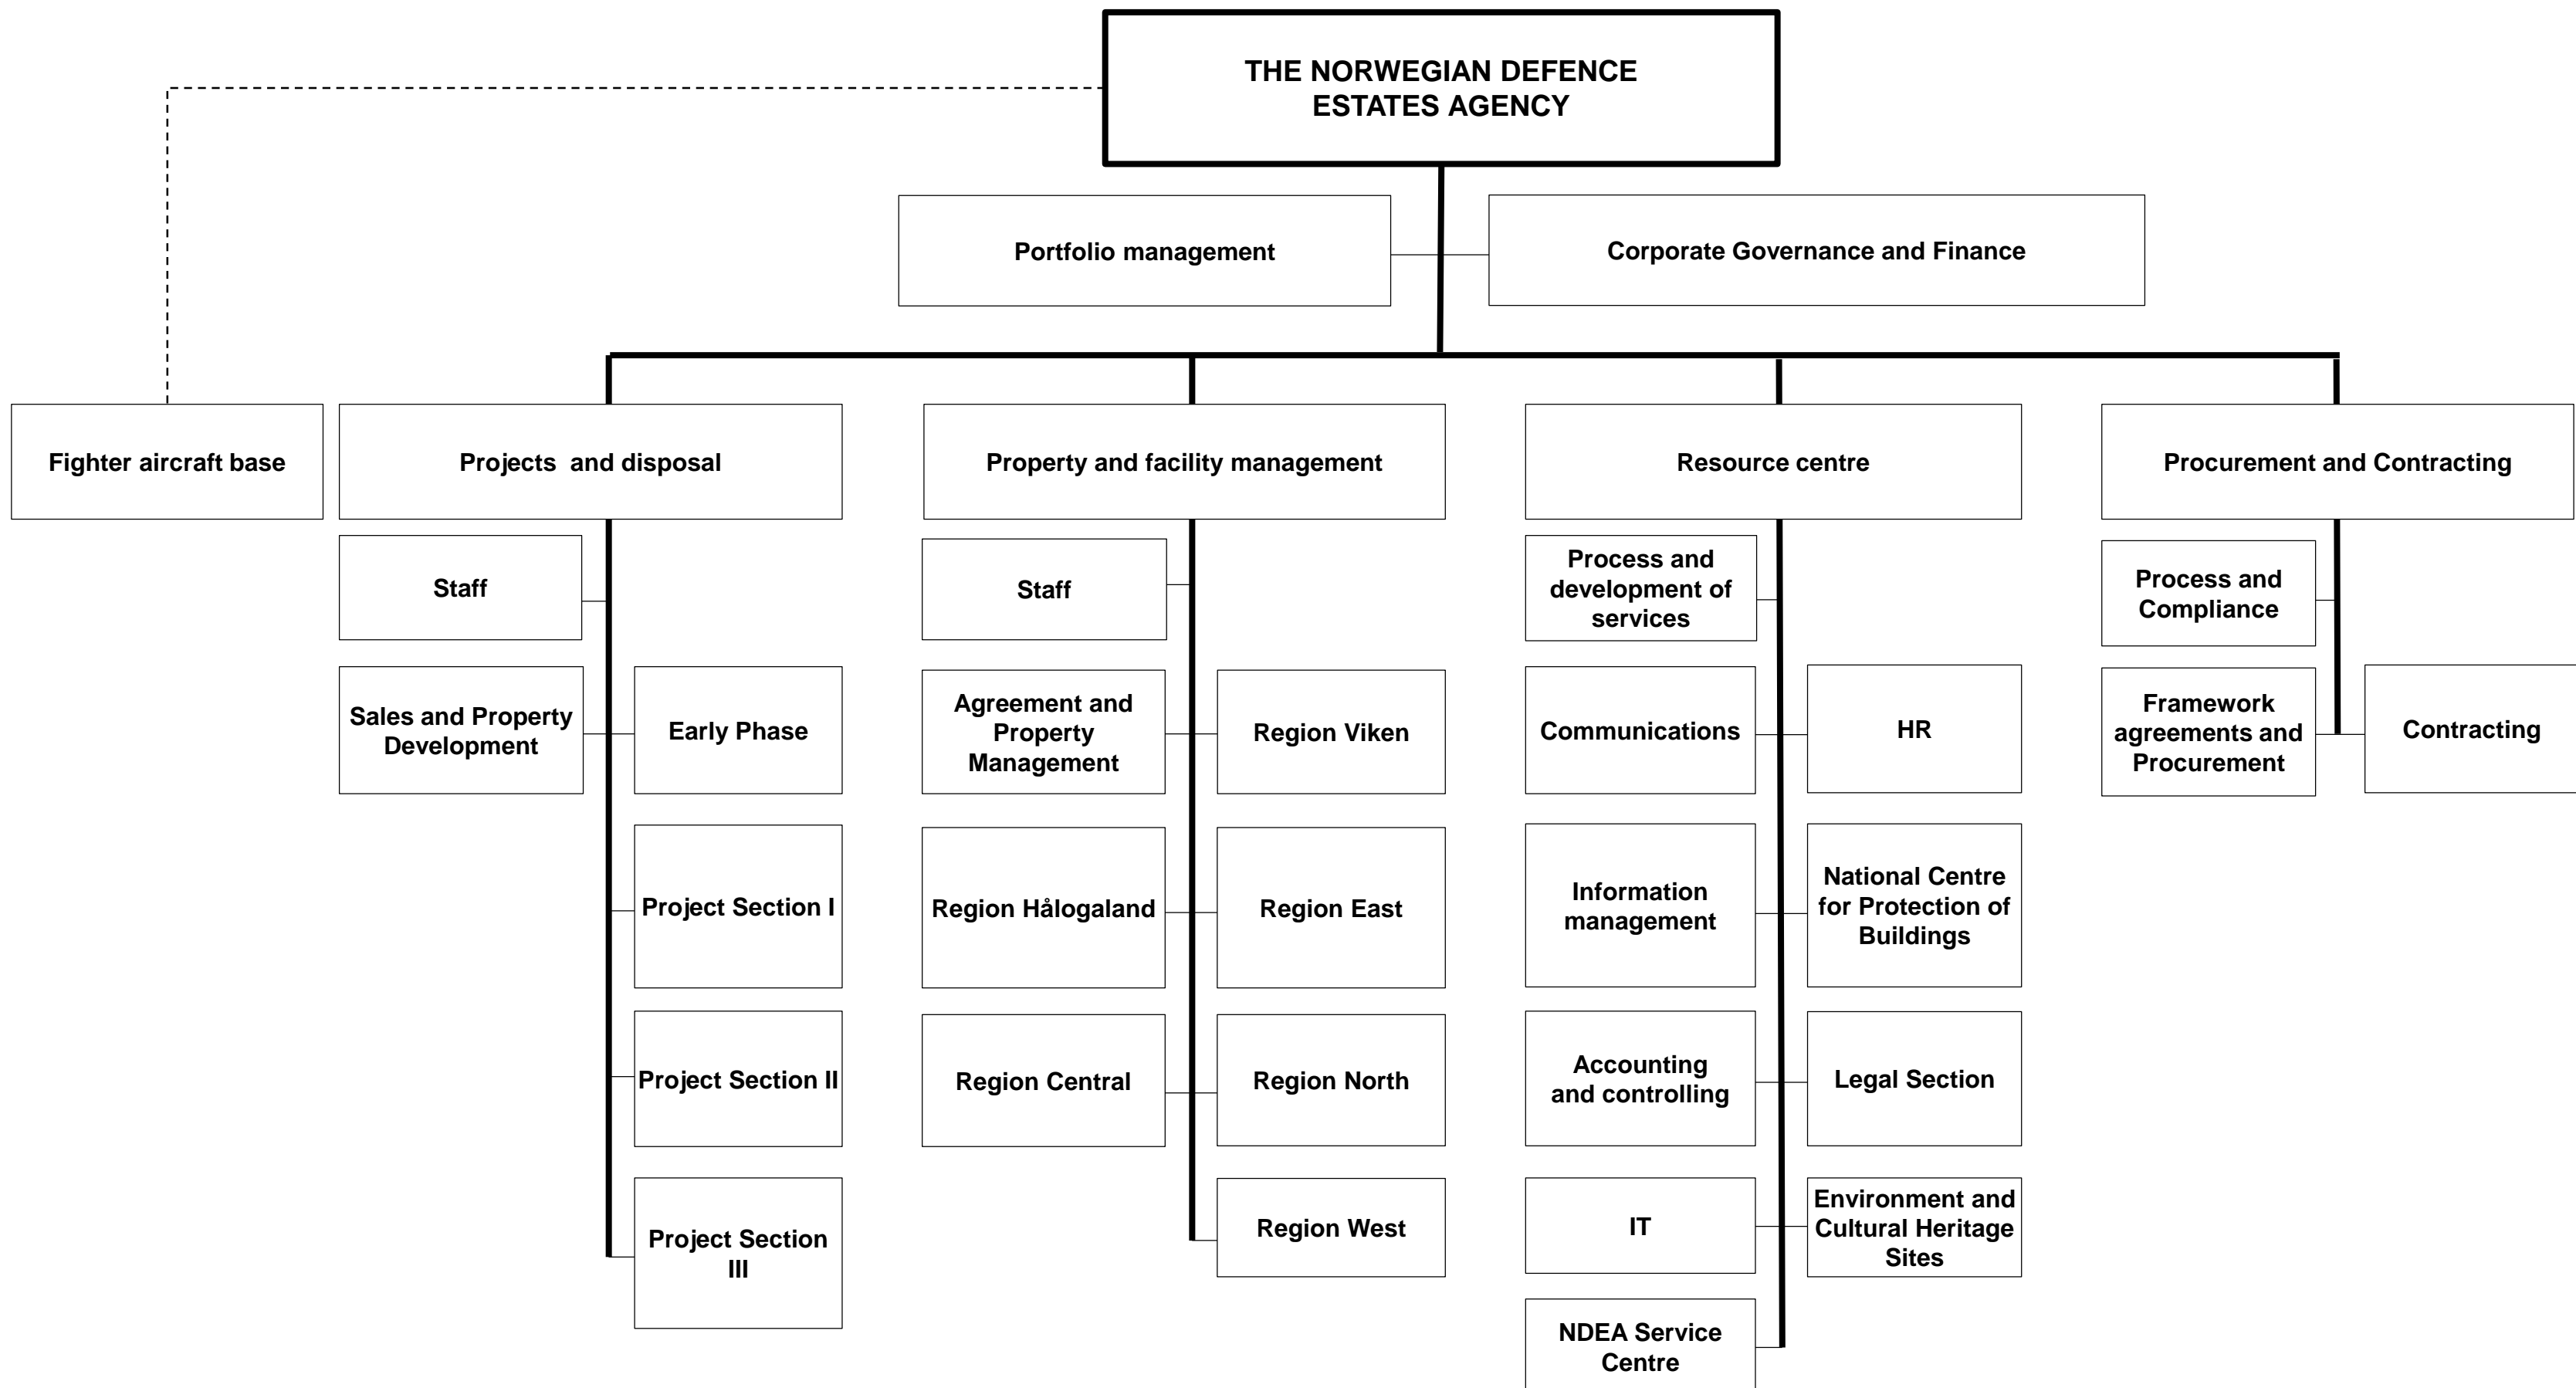 THE NORWEGIAN DEFENCE
ESTATES AGENCY
Portfolio management
Corporate Governance and Finance
Fighter aircraft base
Projects  and disposal
Property and facility management
Resource centre
Procurement and Contracting
Staff
Sales and Property
Development
Early Phase
Project Section I
Project Section II
Project Section
III
Staff
Agreement and
Property
Management
Region Viken
Region Hålogaland
Region East
Region Central
Region North
Region West
Process and
development of
services
Communications
HR
Information
management
National Centre
for Protection of
Buildings
Accounting
and controlling
Legal Section
IT
Environment and
Cultural Heritage
Sites
NDEA Service
Centre
Process and
Compliance
Framework
agreements and
Procurement
Contracting